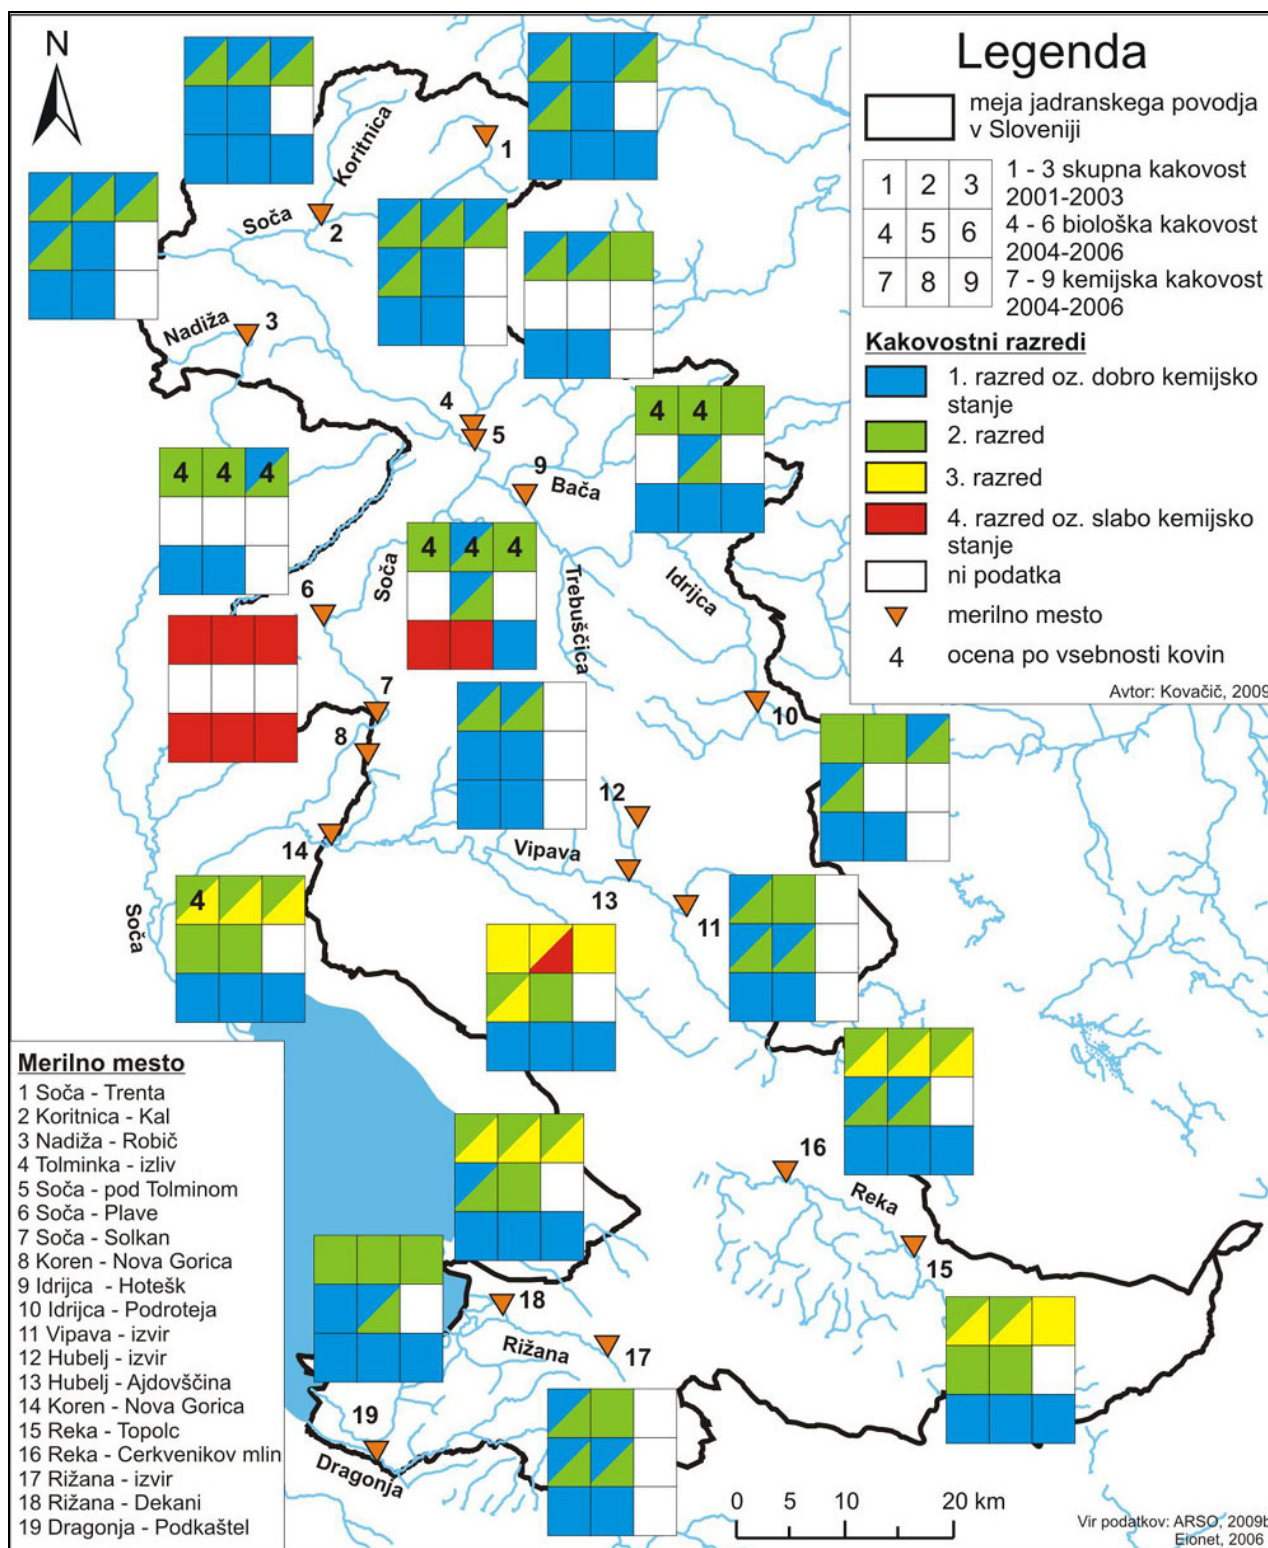 N
Legenda
meja jadranskega povodja
v Sloveniji
1 2 3
4 5 6
7 8 9
1 - 3 skupna kakovost
2001-2003
4 - 6 biološka kakovost
2004-2006
7 - 9 kemijska kakovost
2004-2006
Kakovostni razredi
1. razred oz. dobro kemijsko
stanje
2. razred
3. razred
4. razred oz. slabo kemijsko
stanje
ni podatka
merilno mesto
4 ocena po vsebnosti kovin
Avtor: Kovačič, 2009
Koritnica
1
Soča
2
Nadiža
3
4
5
4 4
9
Bača
4 4 4
6
Soča
4 4 4
Trebuščica
Idrijca
7
8
10
12
14
Vipava
13
11
Soča
4
16
Reka
15
18
Rižana
17
19
Dragonja
Merilno mesto
1 Soča - Trenta
2 Koritnica - Kal
3 Nadiža - Robič
4 Tolminka - izliv
5 Soča - pod Tolminom
6 Soča - Plave
7 Soča - Solkan
8 Koren - Nova Gorica
9 Idrijca - Hotešk
10 Idrijca - Podroteja
11 Vipava - izvir
12 Hubelj - izvir
13 Hubelj - Ajdovščina
14 Koren - Nova Gorica
15 Reka - Topolc
16 Reka - Cerkvenikov mlin
17 Rižana - izvir
18 Rižana - Dekani
19 Dragonja - Podkaštel
0 5 10 20 km
Vir podatkov: ARSO, 2009b
Eionet, 2006